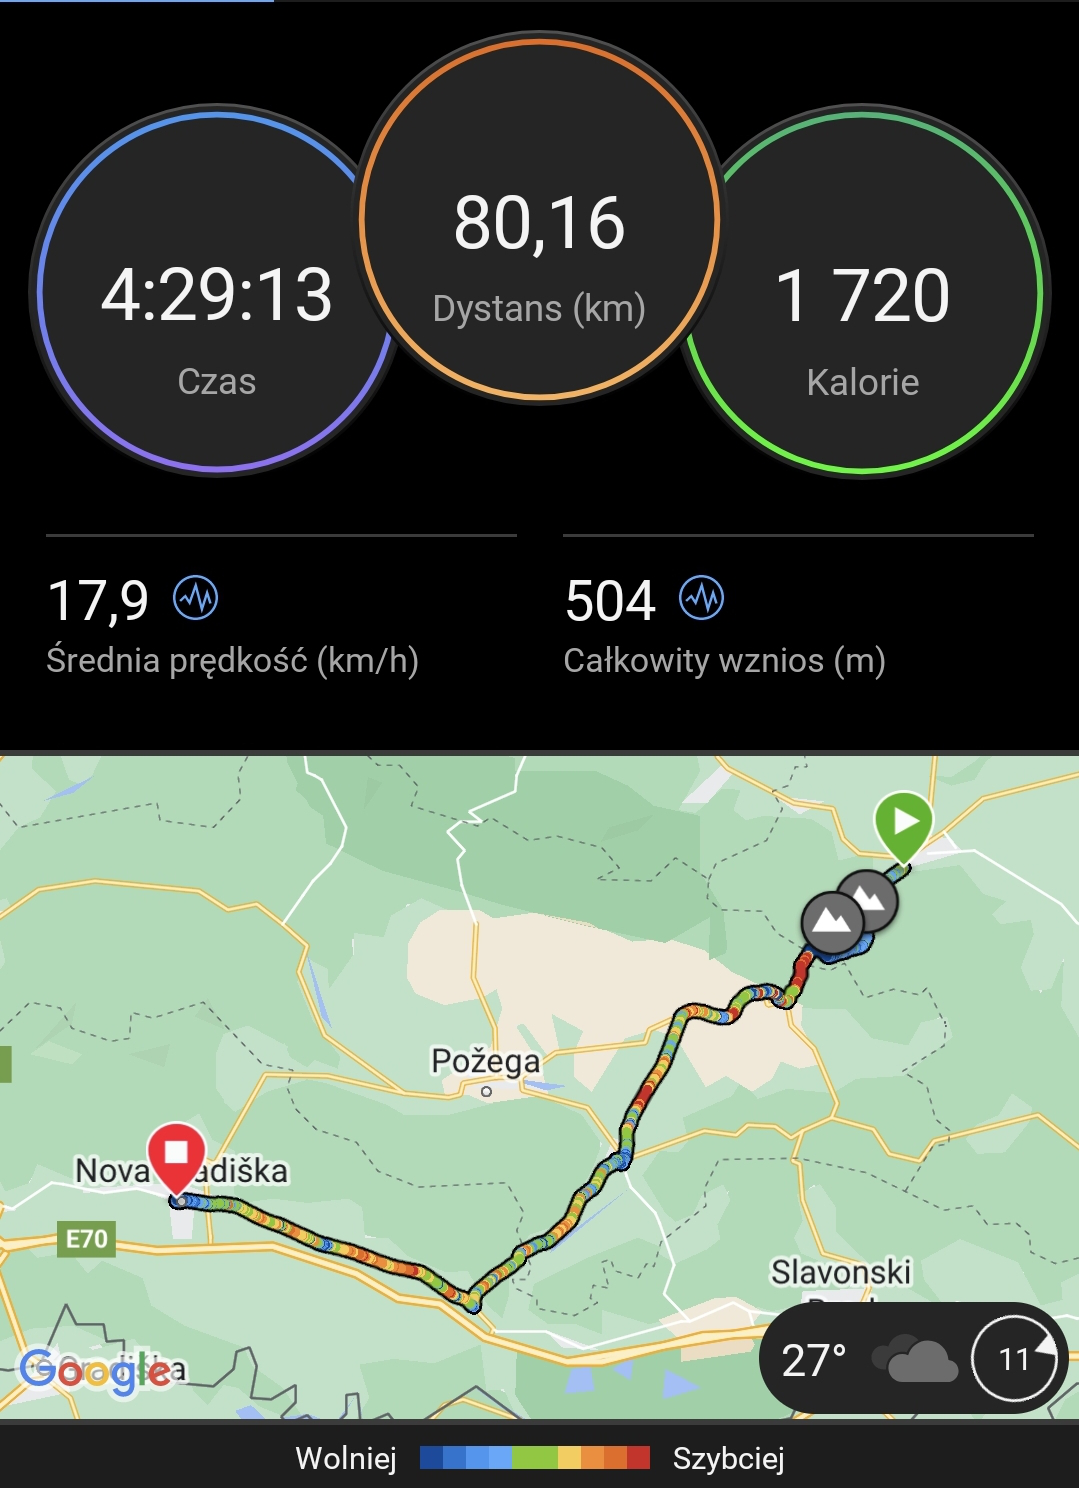 80,16
Dystans (km)
4:29:13
Czas
1 720
Kalorie
17,9
Średnia prędkość (km/h)
504
Całkowity wznios (m)
Požega
Nova adiška
E70
Slavonski
Google
27°
11
Wolniej
Szybciej